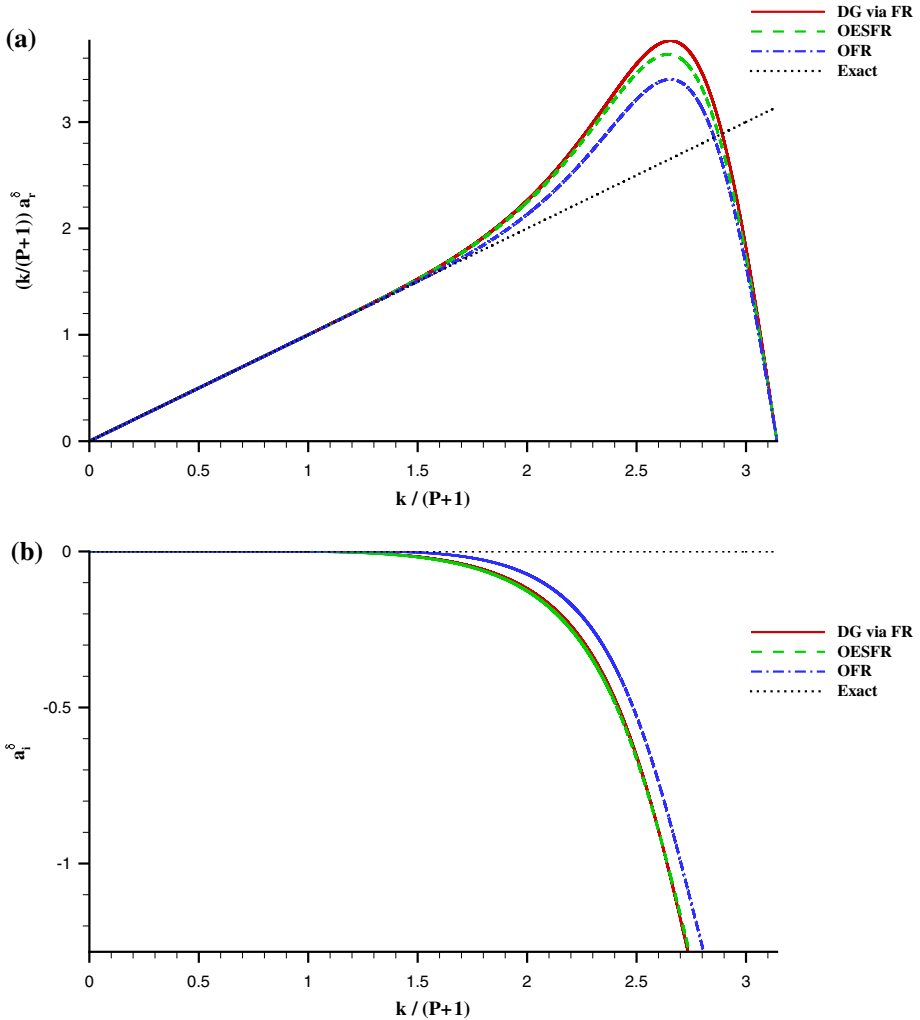 (a)
DG via FR
OESFR
OFR
Exact
(k/(P+1)) a_r^δ
3
2
1
0
0 0.5 1 1.5 2 2.5 3
k / (P+1)
(b)
DG via FR
OESFR
OFR
Exact
a_i^δ
0
-0.5
-1
0 0.5 1 1.5 2 2.5 3
k / (P+1)